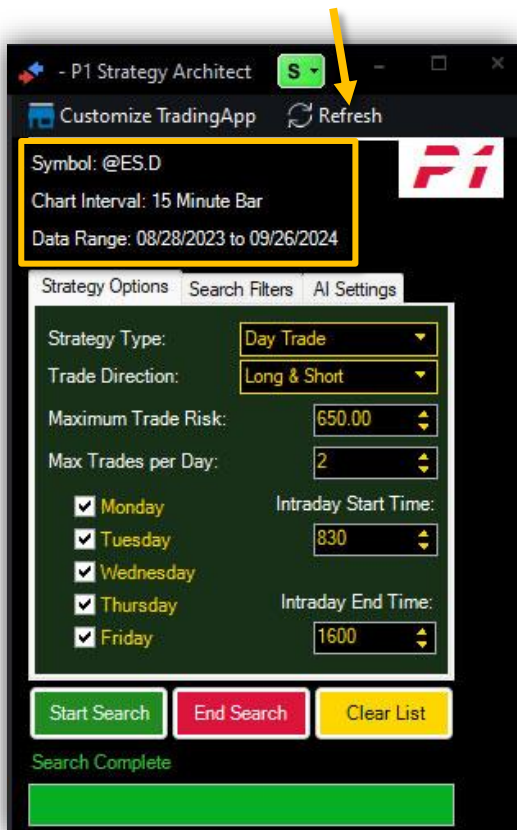 - P1 Strategy Architect S
Customize TradingApp Refresh
Symbol: @ES.D
P1
Chart Interval: 15 Minute Bar
Data Range: 08/28/2023 to 09/26/2024
Strategy Options Search Filters AI Settings
Strategy Type: Day Trade
Trade Direction: Long & Short
Maximum Trade Risk: 650.00
Max Trades per Day: 2
Monday Intraday Start Time:
Tuesday 830
Wednesday
Thursday Intraday End Time:
Friday 1600
Start Search End Search Clear List
Search Complete